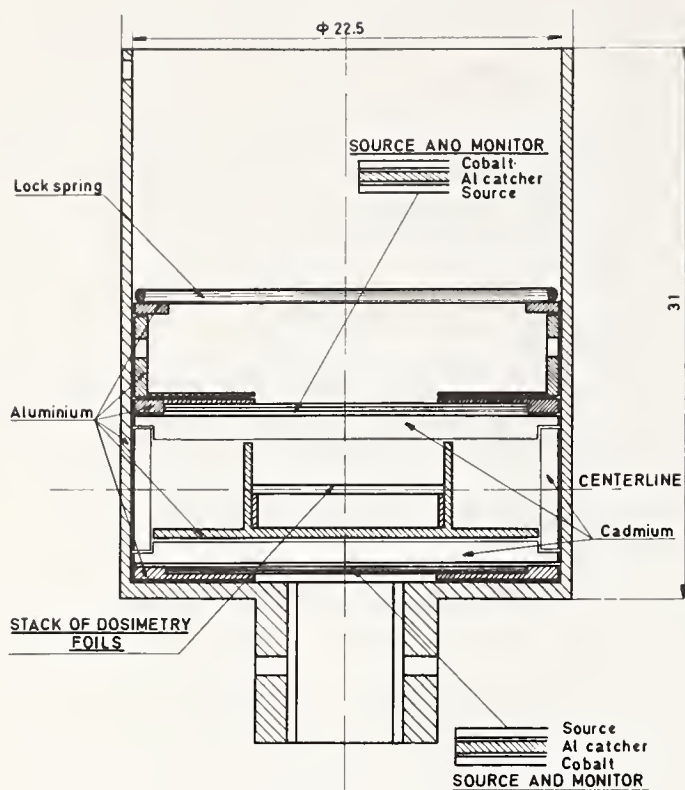 Φ 22.5
SOURCE ANO MONITOR
Cobalt
Al catcher
Source
Lock spring
31
Aluminium
CENTERLINE
Cadmium
STACK OF DOSIMETRY
FOILS
Source
Al catcher
Cobalt
SOURCE AND MONITOR